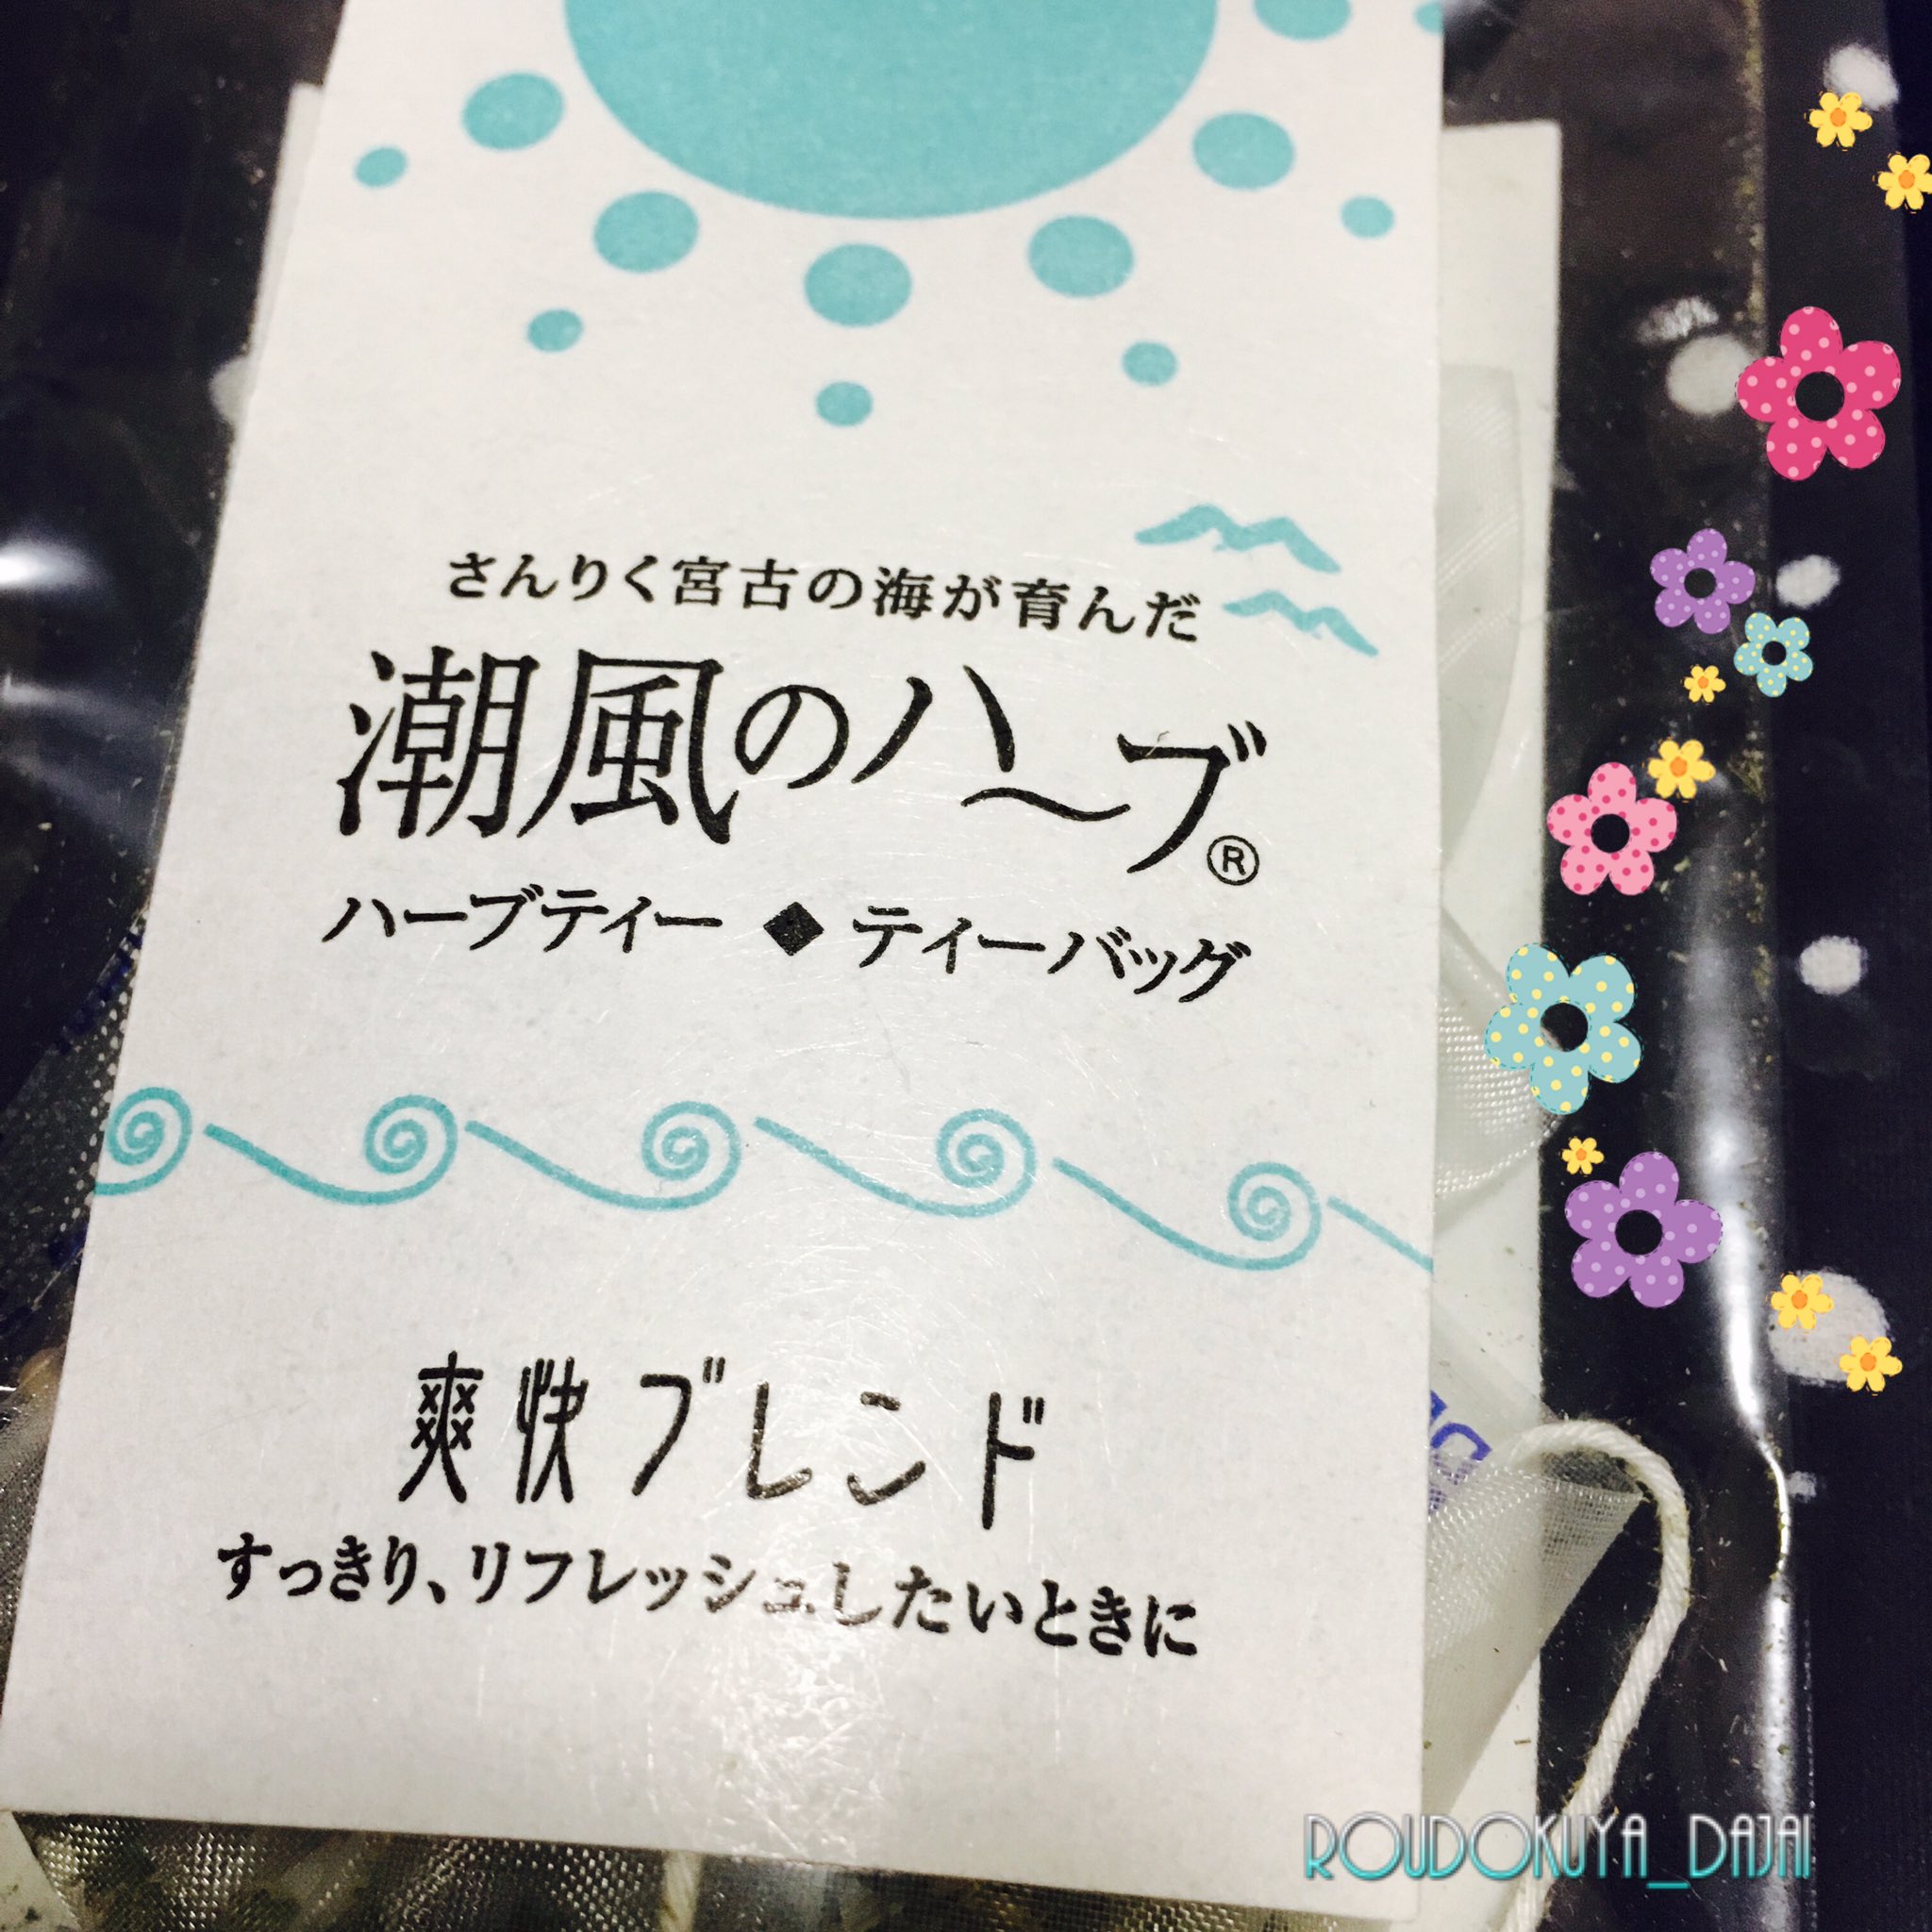 さんりく宮古の海が育んだ
潮風のハーブ®
ハーブティー◆ティーバッグ
爽快ブレンド
すっきり、リフレッシュしたいときに
ROUDOKUYA_DAJAI